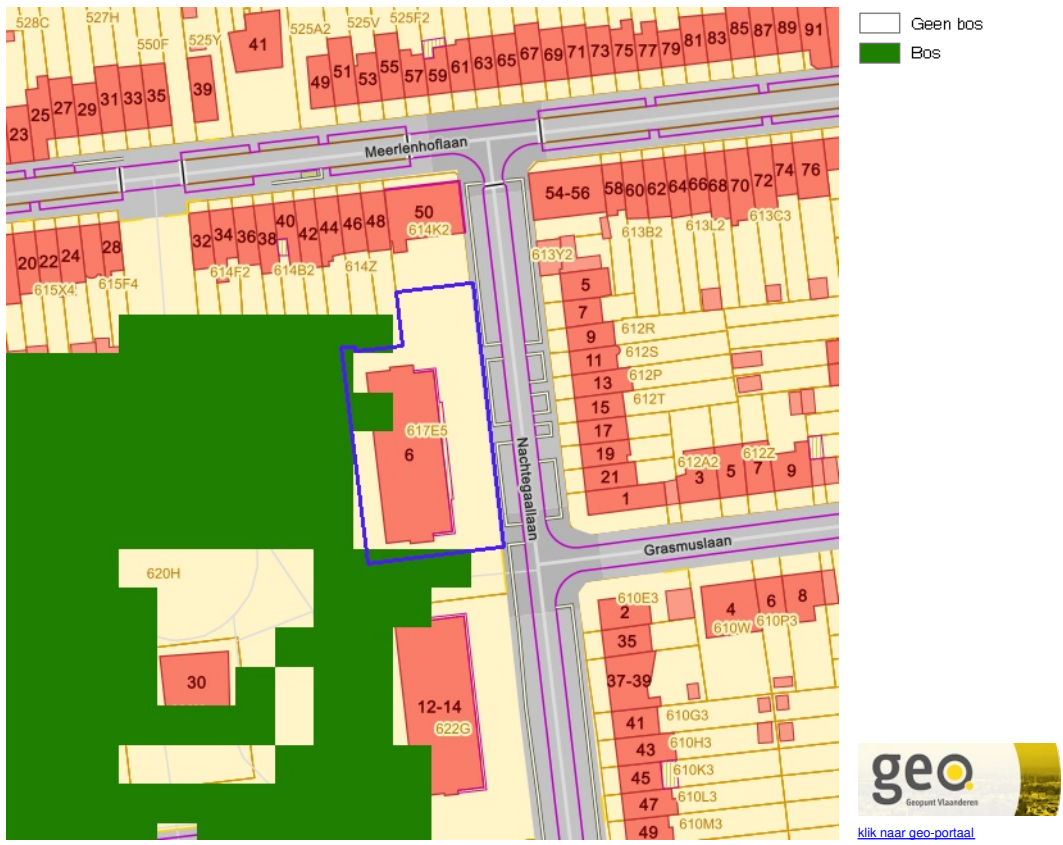 528C
527H
550F
525Y
525A2
525V
525F2
41
39
23
25
27
29
31
33
35
49
51
53
55
57
59
61
63
65
67
69
71
73
75
77
79
81
83
85
87
89
91
Geen bos
Bos
Meerlenhoflaan
20
22
24
28
615X4
615F4
32
34
36
38
40
42
44
46
48
50
614K2
614F2
614B2
614Z
54-56
58
60
62
64
66
68
70
72
74
76
613B2
613L2
613C3
613Y2
5
7
9
11
13
15
17
19
21
1
612R
612S
612P
612T
617E5
6
Nachtegaallaan
612A2
612Z
3
5
7
9
Grasmuslaan
620H
30
12-14
622G
610E3
2
35
37-39
41
43
45
47
49
4
6
8
610W
610P3
610G3
610H3
610K3
610L3
610M3
geo.
Geopunt Vlaanderen
klik naar geo-portaal